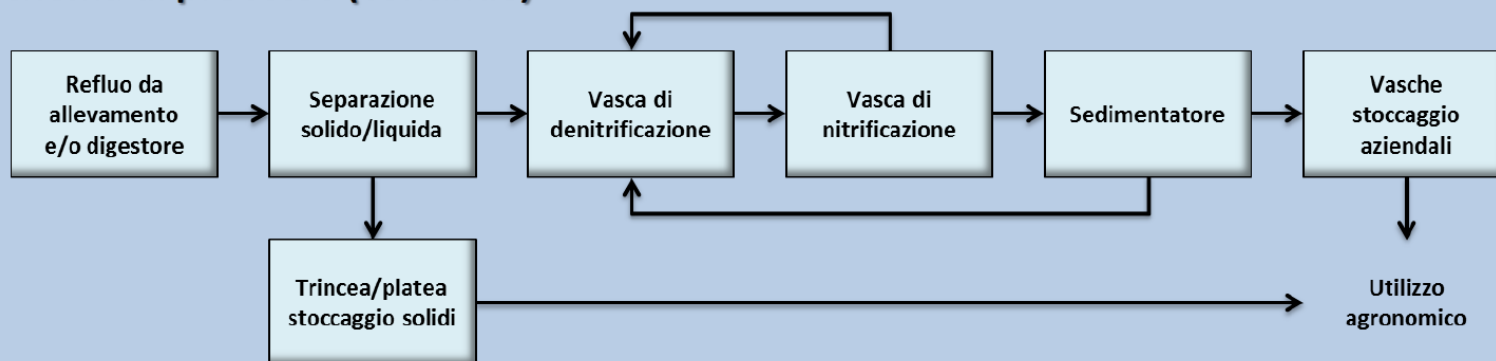 Refluo da
allevamento
e/o digestore
Separazione
solido/liquida
Vasca di
denitrificazione
Vasca di
nitrificazione
Sedimentatore
Vasche
stoccaggio
aziendali
Trincea/platea
stoccaggio solidi
Utilizzo
agronomico